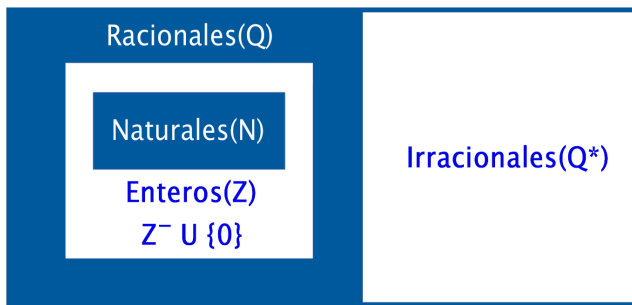 Racionales(Q)
Naturales(N)
Enteros(Z)
Z⁻ U {0}
Irracionales(Q*)